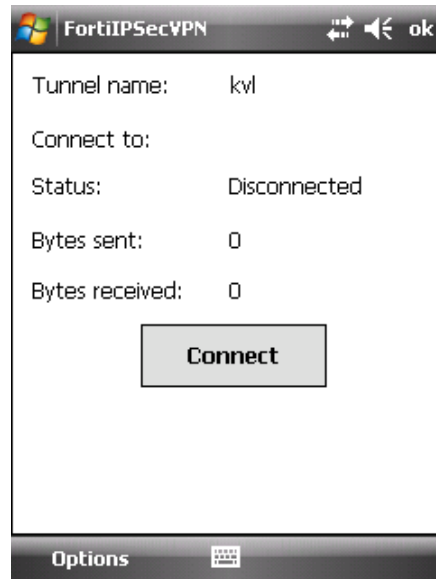 FortiIPSecVPN ok
Tunnel name: kvl
Connect to:
Status: Disconnected
Bytes sent: 0
Bytes received: 0
Connect
Options